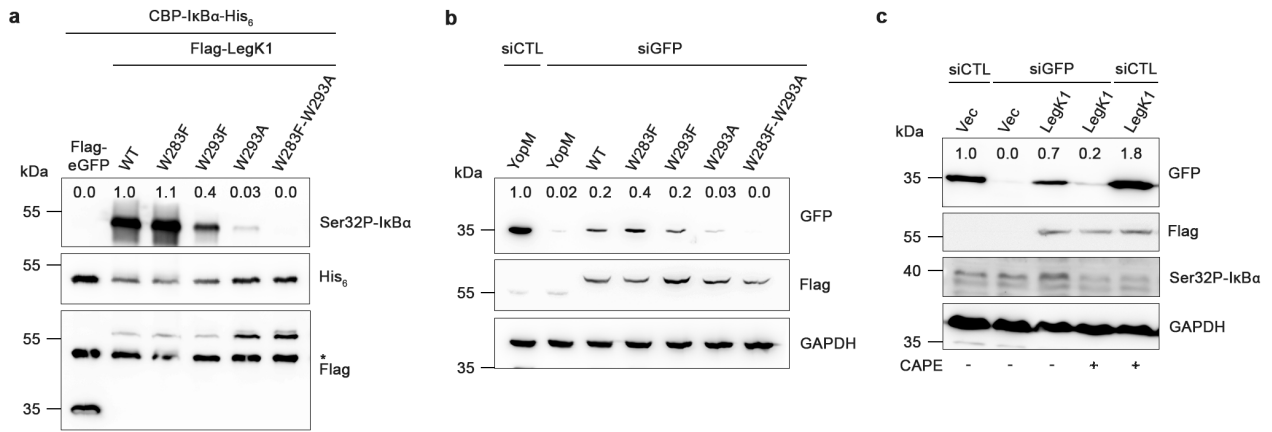 a
CBP-IκBα-His6
Flag-LegK1
Flag-eGFP
WT
W283F
W293F
W293A
W283F-W293A
kDa
0.0 1.0 1.1 0.4 0.03 0.0
55
Ser32P-IκBα
55
His6
55
*
Flag
35
b
siCTL siGFP
YopM
YopM
WT
W283F
W293F
W293A
W283F-W293A
kDa
1.0 0.02 0.2 0.4 0.2 0.03 0.0
35
GFP
55
Flag
GAPDH
35
c
siCTL siGFP siCTL
Vec
Vec
LegK1
LegK1
LegK1
kDa
1.0 0.0 0.7 0.2 1.8
35
GFP
55
Flag
40
Ser32P-IκBα
GAPDH
35
CAPE - - - + +